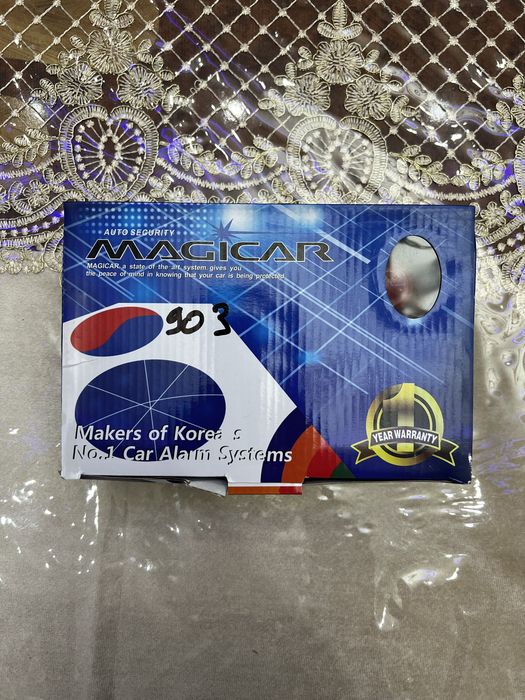 AUTO SECURITY
MAGICAR
MAGICAR a state of the art system gives you
the peace of mind in knowing that your car is being protected.
903
1
YEAR WARRANTY
Makers of Korea s
No.1 Car Alarm Systems